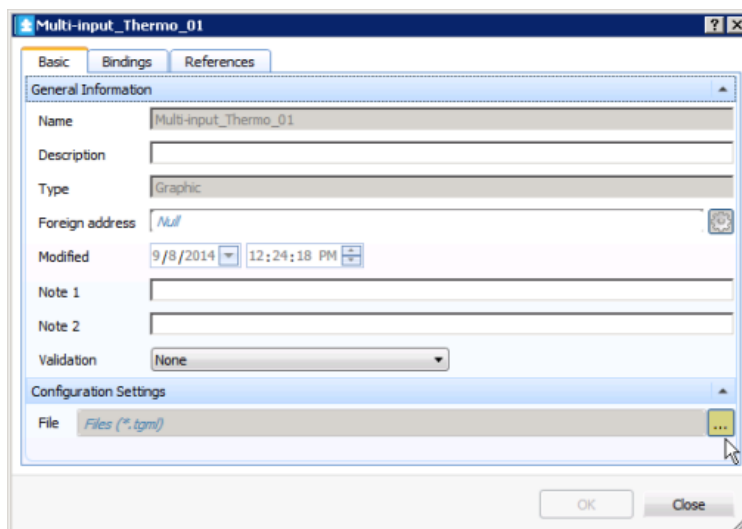 Multi-input_Thermo_01
Basic Bindings References
General Information
Name Multi-input_Thermo_01
Description
Type Graphic
Foreign address Null
Modified 9/8/2014 12:24:18 PM
Note 1
Note 2
Validation None
Configuration Settings
File Files (*.tgml) ...
OK Close